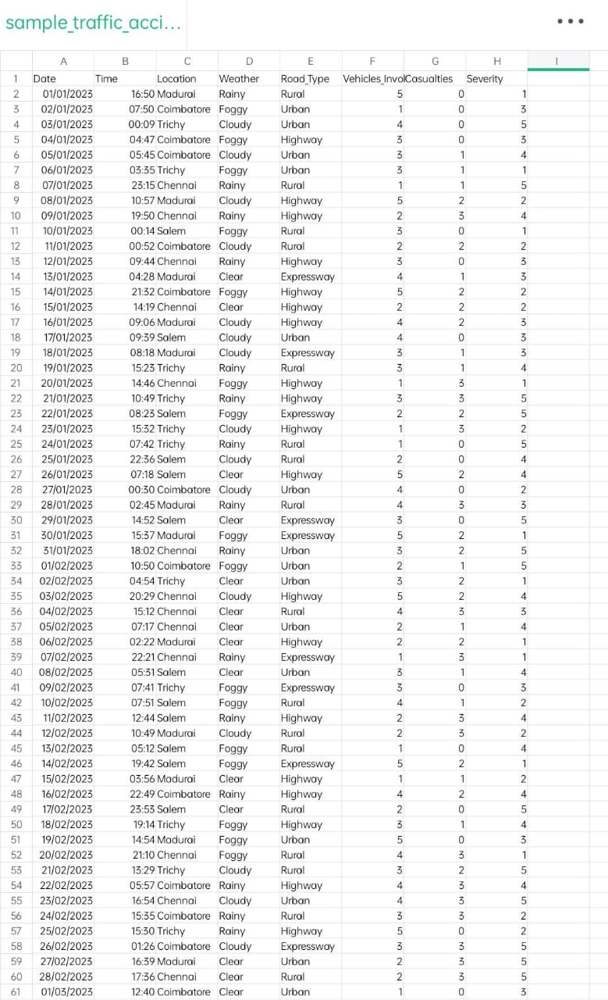 sample_traffic_acci...
A B C D E F G H I
1 Date Time Location Weather Road_Type Vehicles_Invol Casualties Severity
2 01/01/2023 16:50 Madurai Rainy Rural 5 0 1
3 02/01/2023 07:50 Coimbatore Foggy Urban 1 0 3
4 03/01/2023 00:09 Trichy Cloudy Urban 4 0 5
5 04/01/2023 04:47 Coimbatore Foggy Highway 3 0 3
6 05/01/2023 05:45 Coimbatore Cloudy Urban 3 1 4
7 06/01/2023 03:35 Trichy Foggy Urban 3 1 1
8 07/01/2023 23:15 Chennai Rainy Rural 1 1 5
9 08/01/2023 10:57 Madurai Cloudy Highway 5 2 2
10 09/01/2023 19:50 Chennai Rainy Highway 2 3 4
11 10/01/2023 00:14 Salem Foggy Rural 3 0 1
12 11/01/2023 00:52 Coimbatore Cloudy Rural 2 2 2
13 12/01/2023 09:44 Chennai Rainy Highway 3 0 3
14 13/01/2023 04:28 Madurai Clear Expressway 4 1 3
15 14/01/2023 21:32 Coimbatore Foggy Highway 5 2 2
16 15/01/2023 14:19 Chennai Clear Highway 2 2 2
17 16/01/2023 09:06 Madurai Cloudy Highway 4 2 3
18 17/01/2023 09:39 Salem Cloudy Urban 4 0 3
19 18/01/2023 08:18 Madurai Cloudy Expressway 3 1 3
20 19/01/2023 15:23 Trichy Rainy Rural 3 1 4
21 20/01/2023 14:46 Chennai Foggy Highway 1 3 1
22 21/01/2023 10:49 Trichy Rainy Highway 3 3 5
23 22/01/2023 08:23 Salem Foggy Expressway 2 2 5
24 23/01/2023 15:32 Trichy Cloudy Highway 1 3 2
25 24/01/2023 07:42 Trichy Rainy Rural 1 0 5
26 25/01/2023 22:36 Salem Cloudy Rural 2 0 4
27 26/01/2023 07:18 Salem Clear Highway 5 2 4
28 27/01/2023 00:30 Coimbatore Cloudy Urban 4 0 2
29 28/01/2023 02:45 Madurai Rainy Rural 4 3 3
30 29/01/2023 14:52 Salem Clear Expressway 3 0 5
31 30/01/2023 15:37 Madurai Foggy Expressway 5 2 1
32 31/01/2023 18:02 Chennai Rainy Urban 3 2 5
33 01/02/2023 10:50 Coimbatore Foggy Urban 2 1 5
34 02/02/2023 04:54 Trichy Clear Urban 3 2 1
35 03/02/2023 20:29 Chennai Cloudy Highway 5 2 4
36 04/02/2023 15:12 Chennai Clear Rural 4 3 3
37 05/02/2023 07:17 Chennai Clear Urban 2 1 4
38 06/02/2023 02:22 Madurai Clear Highway 2 2 1
39 07/02/2023 22:21 Chennai Rainy Expressway 1 3 1
40 08/02/2023 05:31 Salem Clear Urban 3 1 4
41 09/02/2023 07:41 Trichy Foggy Expressway 3 0 3
42 10/02/2023 07:51 Salem Foggy Rural 4 1 2
43 11/02/2023 12:44 Salem Rainy Highway 2 3 4
44 12/02/2023 10:49 Madurai Cloudy Rural 2 3 2
45 13/02/2023 05:12 Salem Foggy Rural 1 0 4
46 14/02/2023 19:42 Salem Foggy Expressway 5 2 1
47 15/02/2023 03:56 Madurai Clear Highway 1 1 2
48 16/02/2023 22:49 Coimbatore Rainy Highway 4 2 4
49 17/02/2023 23:53 Salem Clear Rural 2 0 5
50 18/02/2023 19:14 Trichy Foggy Highway 3 1 4
51 19/02/2023 14:54 Madurai Foggy Urban 5 0 3
52 20/02/2023 21:10 Chennai Foggy Rural 4 3 1
53 21/02/2023 13:29 Trichy Cloudy Rural 3 2 5
54 22/02/2023 05:57 Coimbatore Rainy Highway 4 3 4
55 23/02/2023 16:54 Chennai Cloudy Urban 4 3 5
56 24/02/2023 15:35 Coimbatore Rainy Rural 3 3 2
57 25/02/2023 15:30 Trichy Rainy Highway 5 0 2
58 26/02/2023 01:26 Coimbatore Cloudy Expressway 3 3 5
59 27/02/2023 16:39 Madurai Clear Urban 2 3 5
60 28/02/2023 17:36 Chennai Clear Rural 2 3 5
61 01/03/2023 12:40 Coimbatore Clear Urban 1 0 3